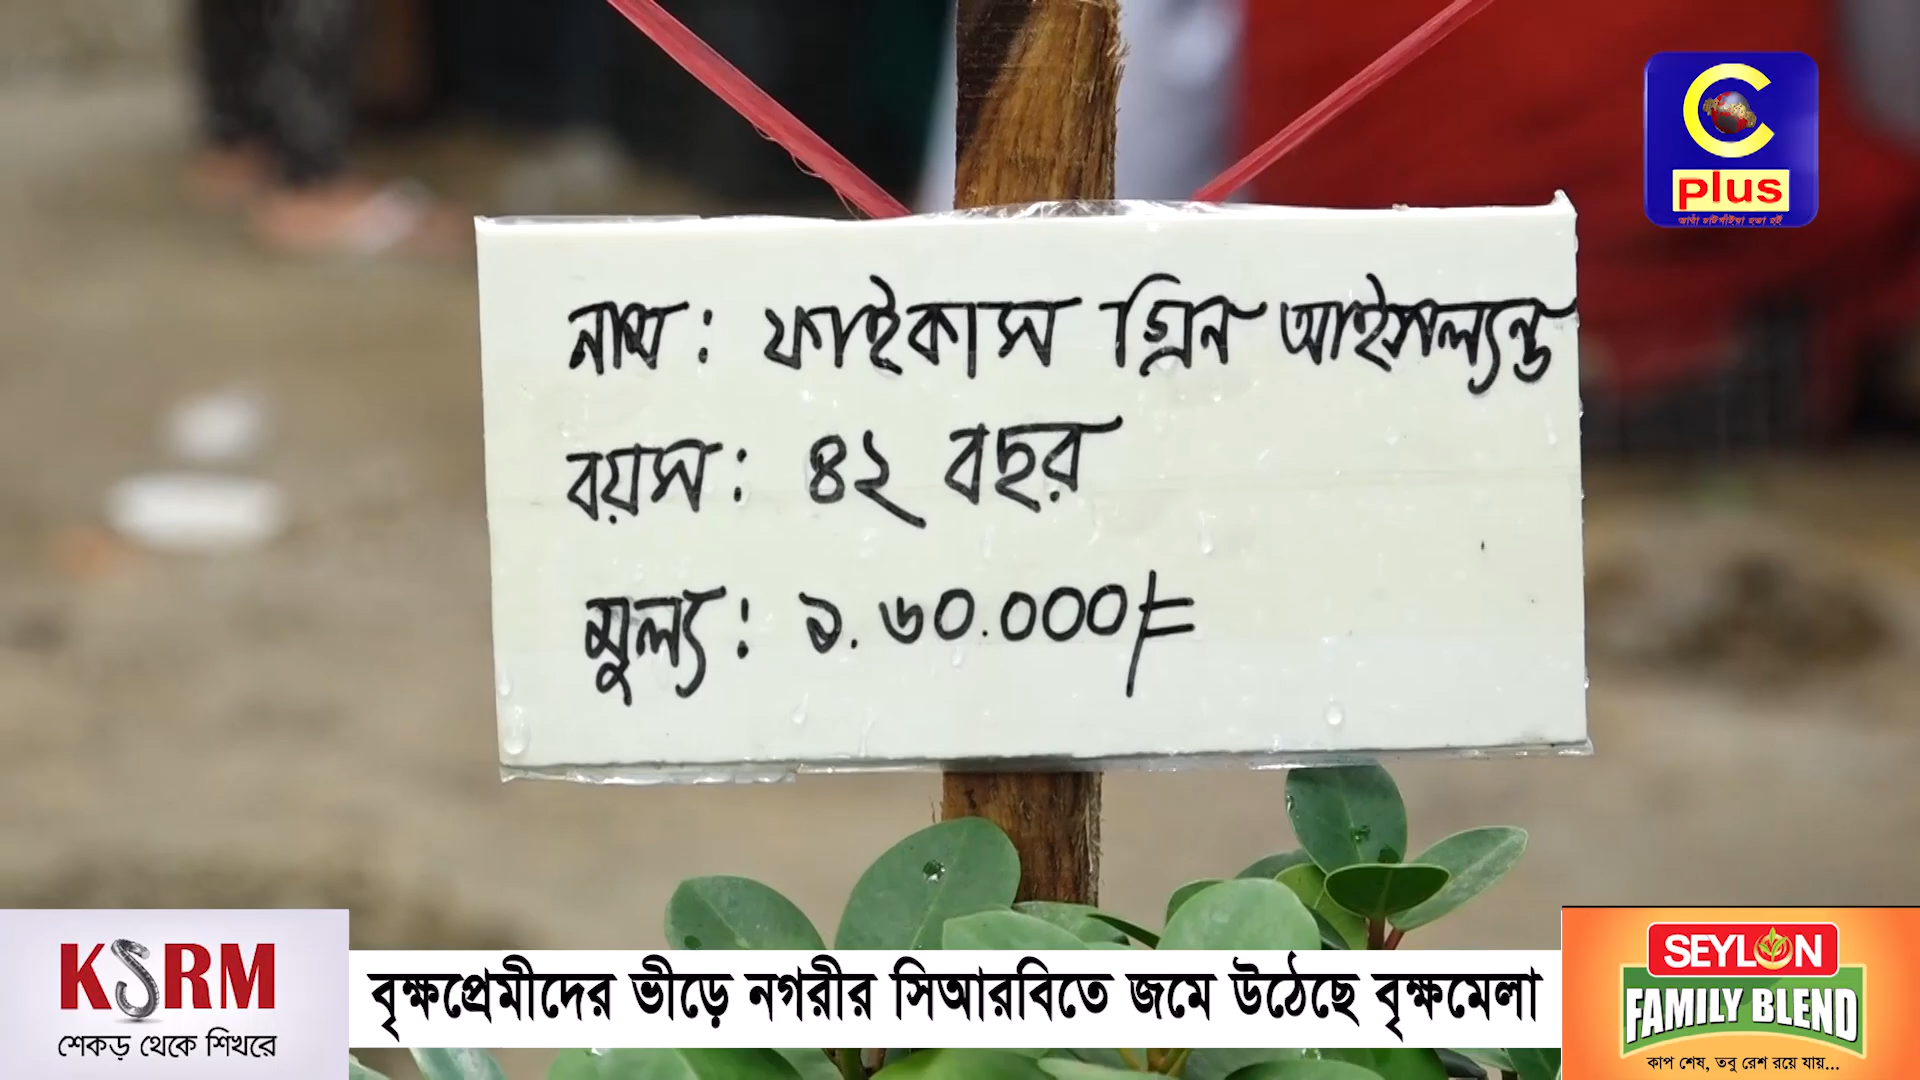 C
plus
নাম: ফাইকাস গ্রিন আইসল্যন্ড
বয়স: ৪২ বছর
মূল্য: ১.৬০.০০০/=
KSRM
শেকড় থেকে শিখরে
বৃক্ষপ্রেমীদের ভীড়ে নগরীর সিআরবিতে জমে উঠেছে বৃক্ষমেলা
SEYLON
FAMILY BLEND
কাপ শেষ, তবু রেশ রয়ে যায়...